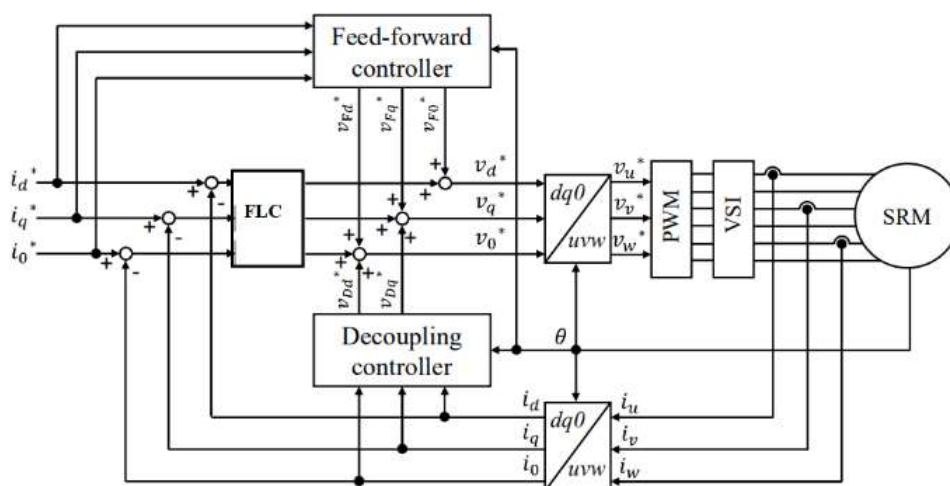 Feed-forward
controller
v_Fd*
v_Fq*
v_F0*
i_d*
i_q*
i_0*
+
-
+
-
+
-
FLC
+
+
+
+
+
+
+
+
v_d*
v_q*
v_0*
dq0
uvw
v_u*
v_v*
v_w*
PWM
VSI
SRM
v_Dd*
v_Dq*
Decoupling
controller
θ
i_d
i_q
i_0
dq0
uvw
i_u
i_v
i_w